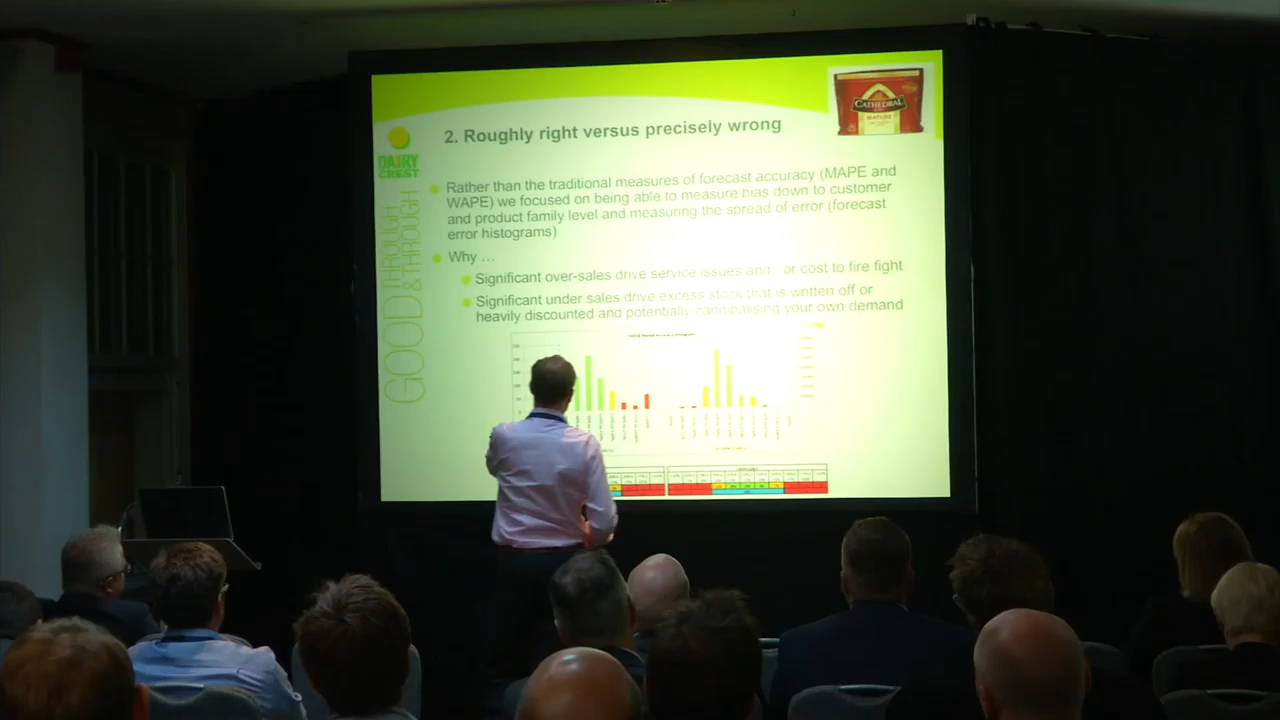 2. Roughly right versus precisely wrong
CATHEDRAL
MATURE
DAIRY
CREST
GOOD THROUGH
& THROUGH
Rather than the traditional measures of forecast accuracy (MAPE and
WAPE) we focused on being able to measure bias down to customer
and product family level and measuring the spread of error (forecast
error histograms)
Why …
Significant over-sales drive service issues and or cost to fire fight
Significant under sales drive excess stock that is written off or
heavily discounted and potentially cannibalising your own demand